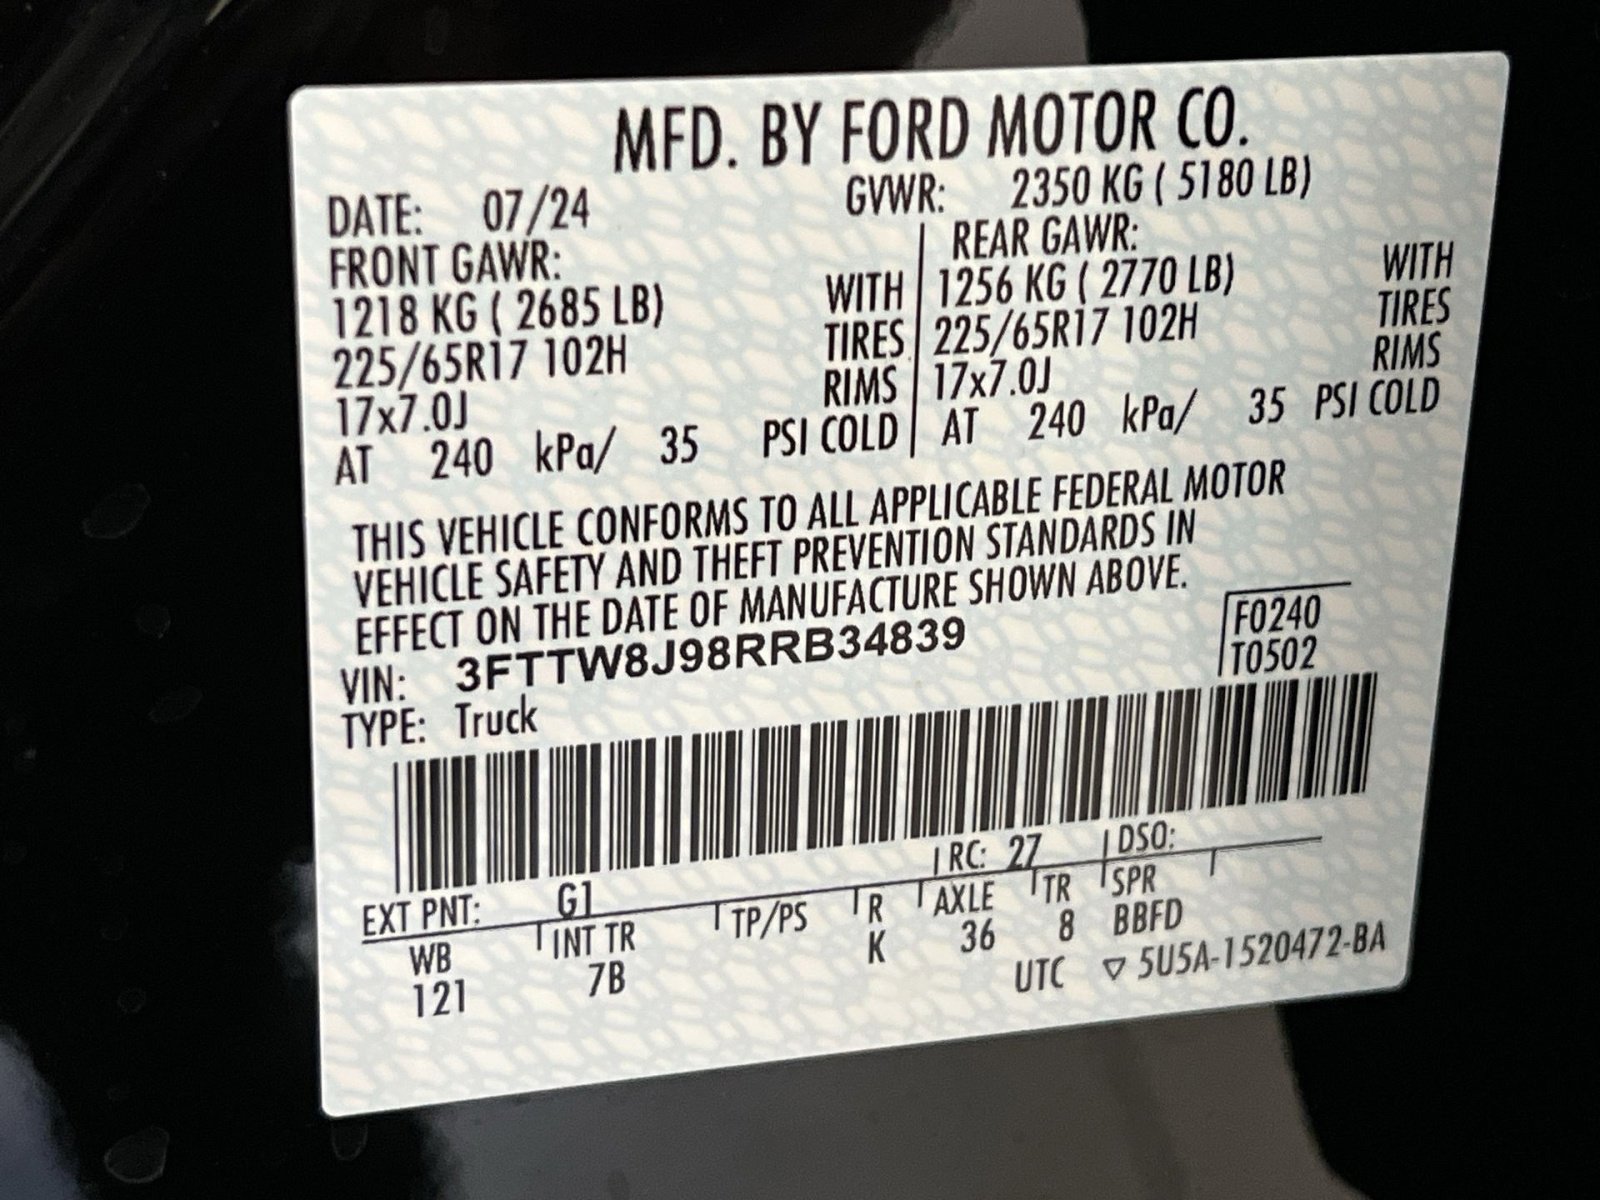 MFD. BY FORD MOTOR CO.
DATE: 07/24 GVWR: 2350 KG ( 5180 LB)
FRONT GAWR: REAR GAWR:
1218 KG ( 2685 LB) WITH 1256 KG ( 2770 LB) WITH
225/65R17 102H TIRES 225/65R17 102H TIRES
17x7.0J RIMS 17x7.0J RIMS
AT 240 kPa/ 35 PSI COLD AT 240 kPa/ 35 PSI COLD
THIS VEHICLE CONFORMS TO ALL APPLICABLE FEDERAL MOTOR
VEHICLE SAFETY AND THEFT PREVENTION STANDARDS IN
EFFECT ON THE DATE OF MANUFACTURE SHOWN ABOVE.
VIN: 3FTTW8J98RRB34839 F0240
TYPE: Truck T0502
EXT PNT: G1 RC: 27 DSO:
WB INT TR TP/PS R AXLE TR SPR
121 7B K 36 8 BBFD
UTC ▽ 5U5A-1520472-BA